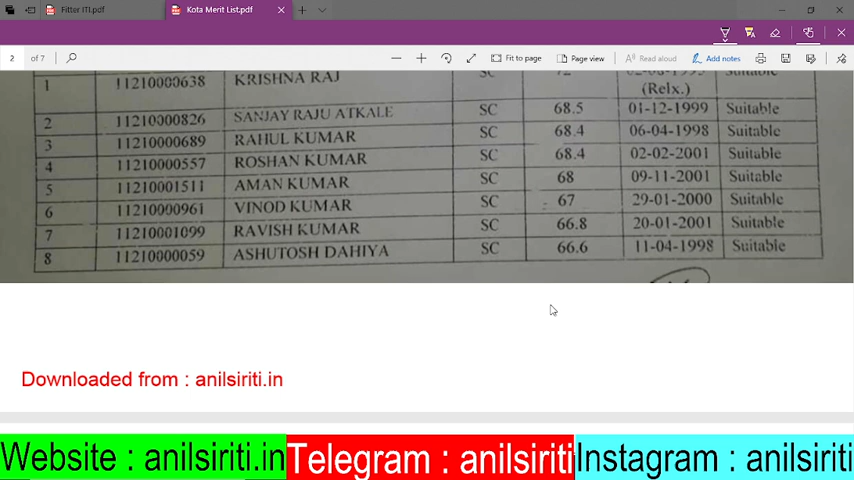 Fitter ITI.pdf Kota Merit List.pdf
2 of 7 Fit to page Page view Read aloud Add notes
1 11210000638 KRISHNA RAJ SC 72 Suitable
(Relx.)
2 11210000826 SANJAY RAJU ATKALE SC 68.5 01-12-1999 Suitable
3 11210000689 RAHUL KUMAR SC 68.4 06-04-1998 Suitable
4 11210000557 ROSHAN KUMAR SC 68.4 02-02-2001 Suitable
5 11210001511 AMAN KUMAR SC 68 09-11-2001 Suitable
6 11210000961 VINOD KUMAR SC 67 29-01-2000 Suitable
7 11210001099 RAVISH KUMAR SC 66.8 20-01-2001 Suitable
8 11210000059 ASHUTOSH DAHIYA SC 66.6 11-04-1998 Suitable
Downloaded from : anilsiriti.in
Website : anilsiriti.in Telegram : anilsiriti Instagram : anilsiriti